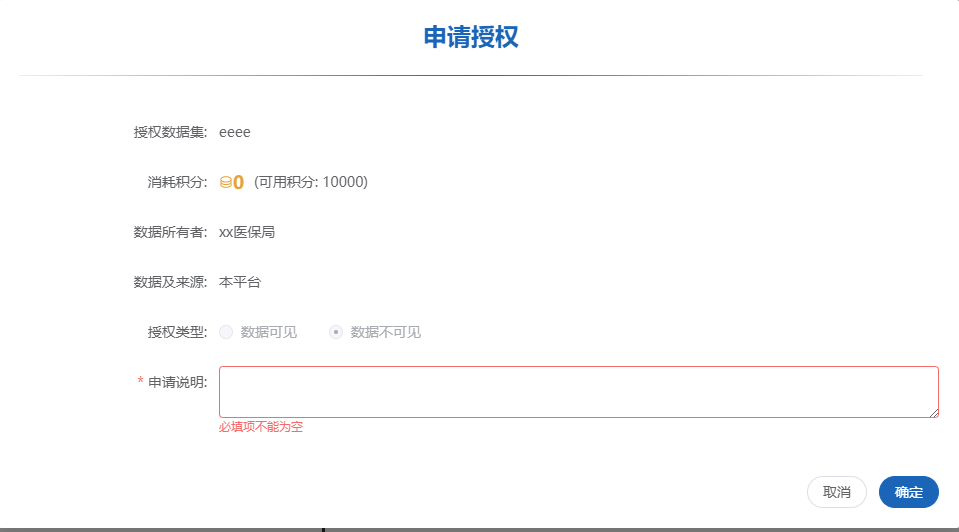 申请授权
授权数据集: eeee
消耗积分: 0 (可用积分: 10000)
数据所有者: xx医保局
数据及来源: 本平台
授权类型: 数据可见 数据不可见
* 申请说明:
必填项不能为空
取消 确定